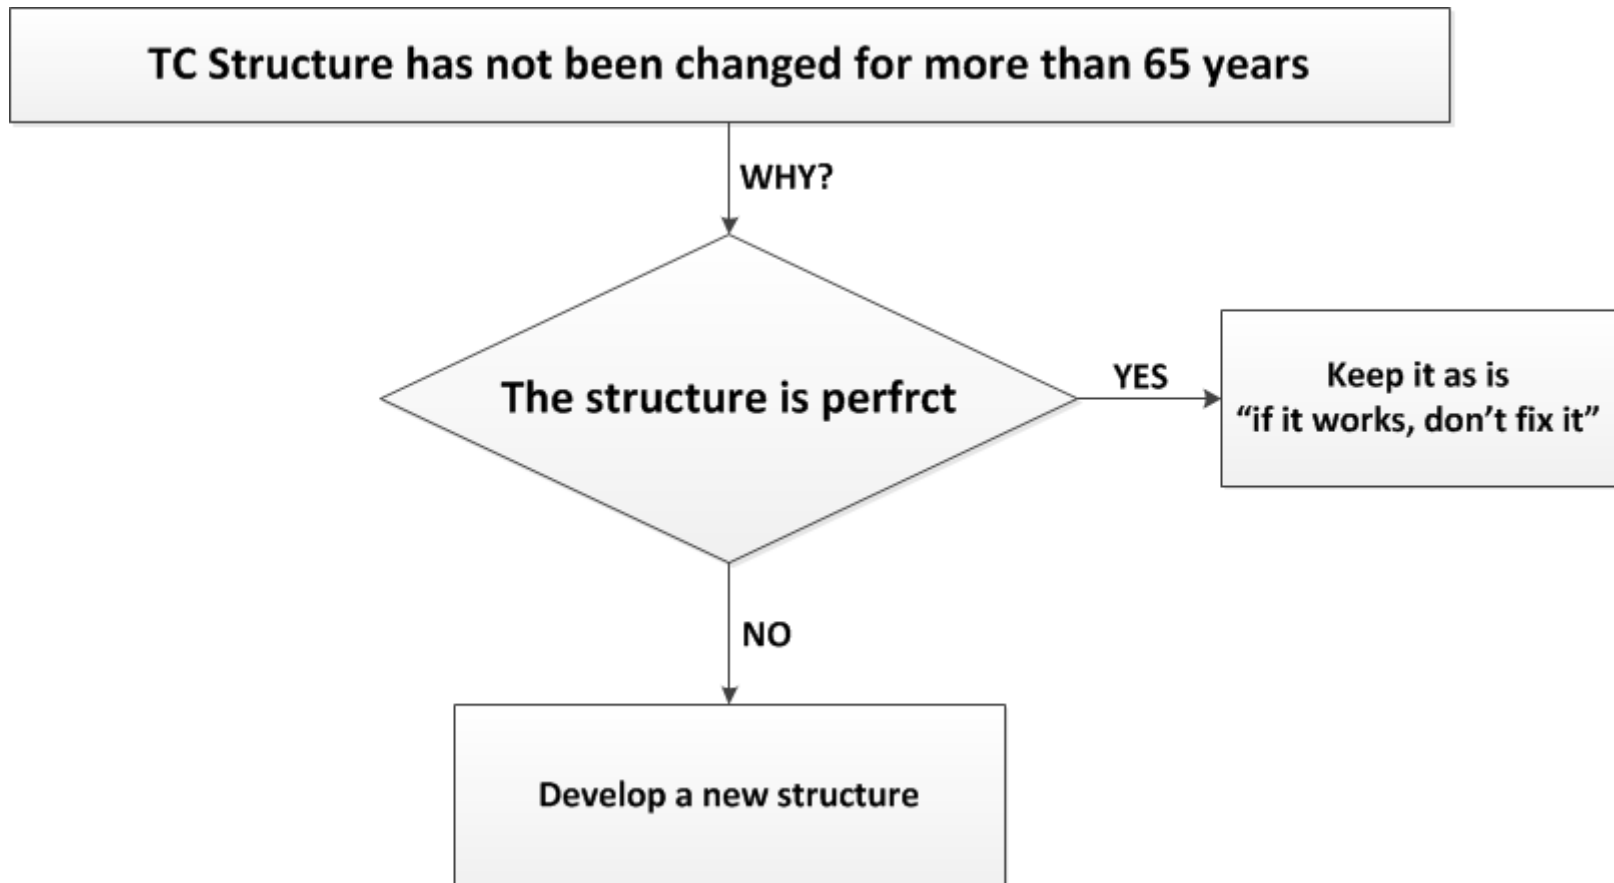 TC Structure has not been changed for more than 65 years
WHY?
The structure is perfrct
YES
Keep it as is
“if it works, don’t fix it”
NO
Develop a new structure